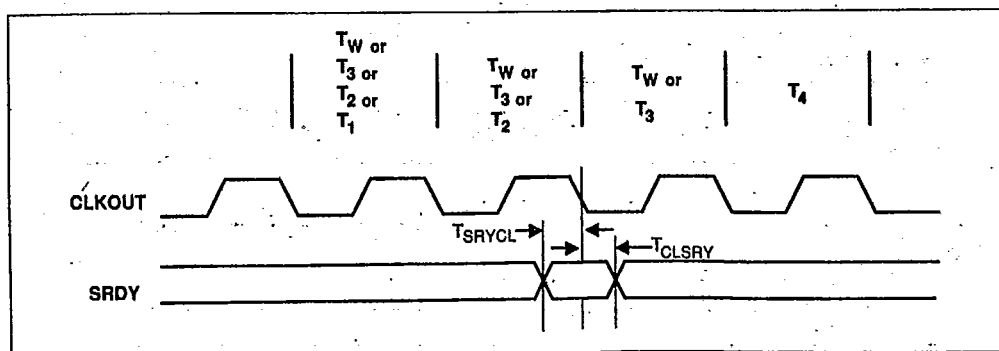 T_W or
T_3 or
T_2 or
T_1
T_W or
T_3 or
T_2
T_W or
T_3
T_4
CLKOUT
T_SRYCL
T_CLSRY
SRDY